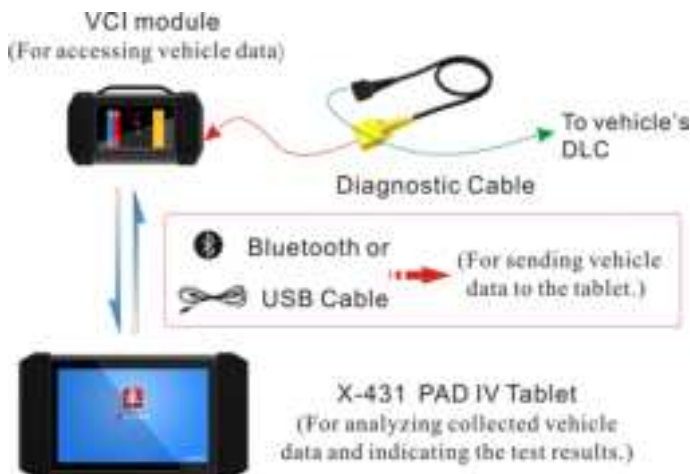 VCI module
(For accessing vehicle data)
To vehicle's
DLC
Diagnostic Cable
Bluetooth or
USB Cable
(For sending vehicle
data to the tablet.)
X-431 PAD IV Tablet
(For analyzing collected vehicle
data and indicating the test results.)